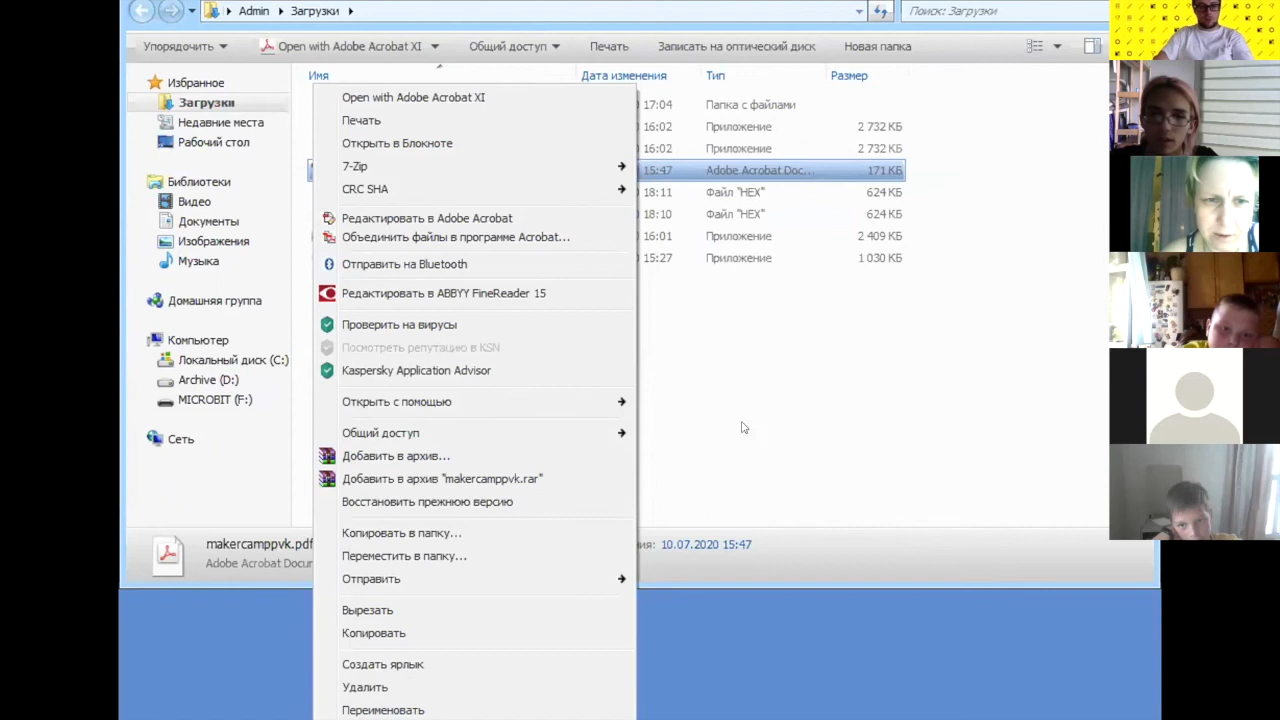 Admin ▸ Загрузки ▸
Поиск: Загрузки
Упорядочить Open with Adobe Acrobat XI Общий доступ Печать Записать на оптический диск Новая папка
Избранное
Загрузки
Недавние места
Рабочий стол
Библиотеки
Видео
Документы
Изображения
Музыка
Домашняя группа
Компьютер
Локальный диск (C:)
Archive (D:)
MICROBIT (F:)
Сеть
Имя Дата изменения Тип Размер
17:04 Папка с файлами
16:02 Приложение 2 732 КБ
16:02 Приложение 2 732 КБ
15:47 Adobe Acrobat Doc... 171 КБ
18:11 Файл "HEX" 624 КБ
18:10 Файл "HEX" 624 КБ
16:01 Приложение 2 409 КБ
15:27 Приложение 1 030 КБ
Open with Adobe Acrobat XI
Печать
Открыть в Блокноте
7-Zip
CRC SHA
Редактировать в Adobe Acrobat
Объединить файлы в программе Acrobat...
Отправить на Bluetooth
Редактировать в ABBYY FineReader 15
Проверить на вирусы
Посмотреть репутацию в KSN
Kaspersky Application Advisor
Открыть с помощью
Общий доступ
Добавить в архив...
Добавить в архив "makercamppvk.rar"
Восстановить прежнюю версию
Копировать в папку...
Переместить в папку...
Отправить
Вырезать
Копировать
Создать ярлык
Удалить
Переименовать
makercamppvk.pdf
ния: 10.07.2020 15:47
Adobe Acrobat Docu